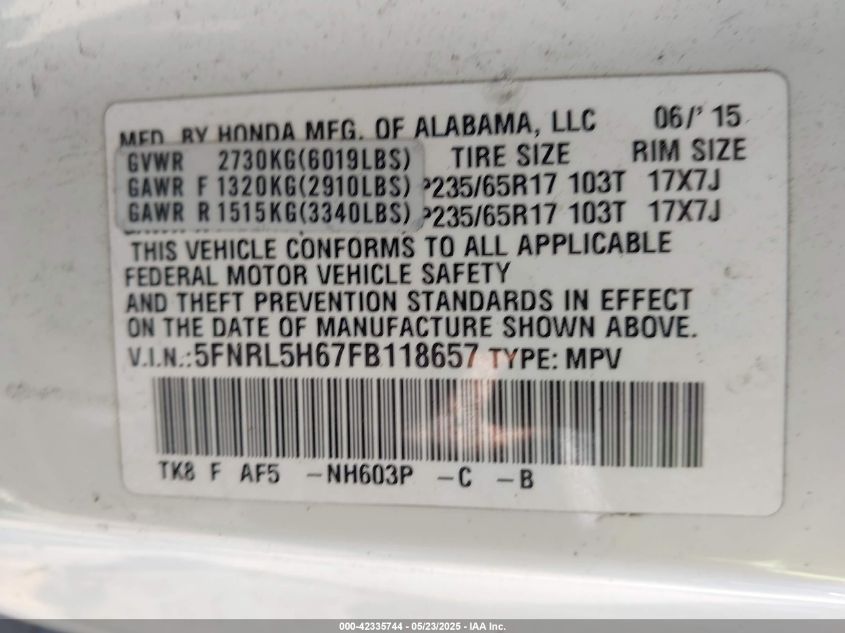 MFD. BY HONDA MFG. OF ALABAMA, LLC 06/' 15
GVWR 2730KG(6019LBS) TIRE SIZE RIM SIZE
GAWR F 1320KG(2910LBS) P235/65R17 103T 17X7J
GAWR R 1515KG(3340LBS) P235/65R17 103T 17X7J
THIS VEHICLE CONFORMS TO ALL APPLICABLE
FEDERAL MOTOR VEHICLE SAFETY
AND THEFT PREVENTION STANDARDS IN EFFECT
ON THE DATE OF MANUFACTURE SHOWN ABOVE.
V.I.N.:5FNRL5H67FB118657 TYPE: MPV
TK8 F AF5 -NH603P -C -B
000-42335744 - 05/23/2025 - IAA Inc.